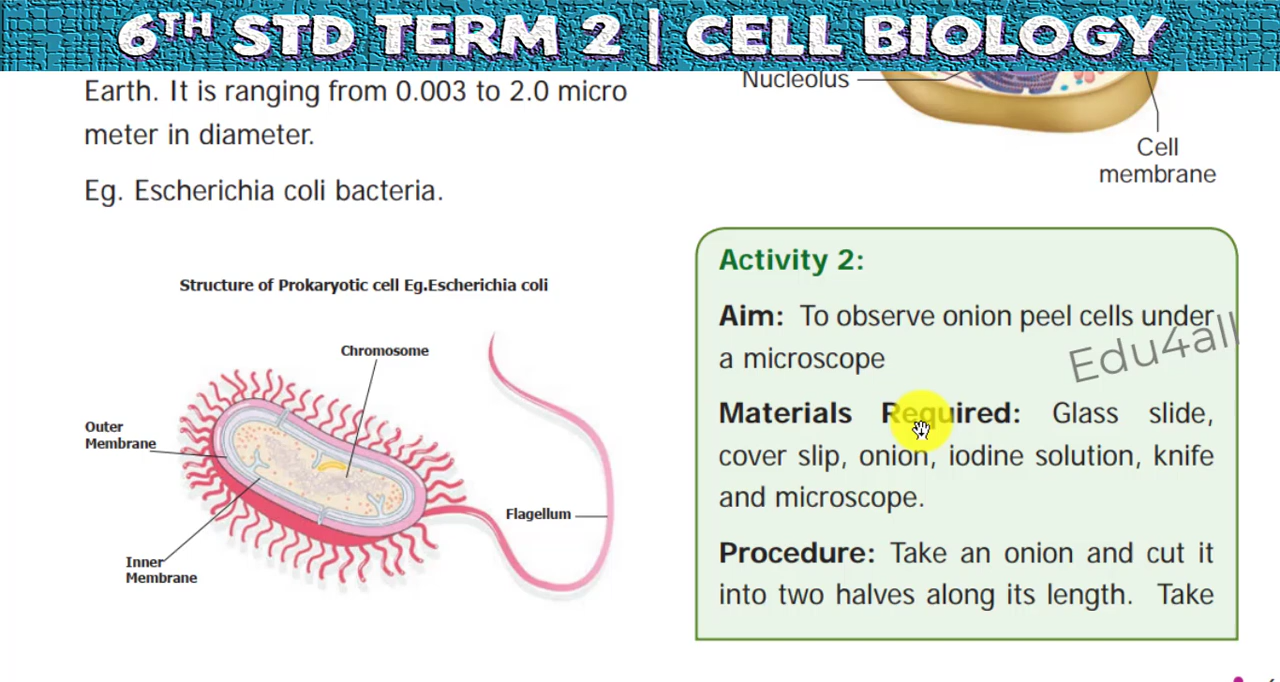 6TH STD TERM 2 | CELL BIOLOGY
Earth. It is ranging from 0.003 to 2.0 micro
meter in diameter.
Eg. Escherichia coli bacteria.
Structure of Prokaryotic cell Eg.Escherichia coli
Chromosome
Outer
Membrane
Flagellum
Inner
Membrane
Nucleolus
Cell
membrane
Activity 2:
Aim: To observe onion peel cells under
a microscope
Edu4all
Materials Required: Glass slide,
cover slip, onion, iodine solution, knife
and microscope.
Procedure: Take an onion and cut it
into two halves along its length. Take